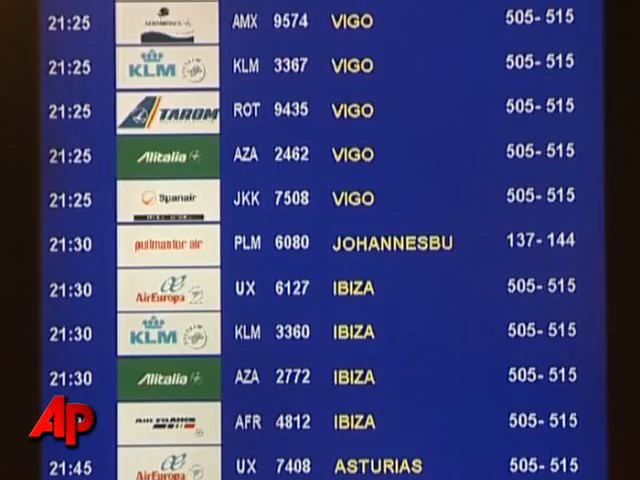 21:25 AEROMEXICO AMX 9574 VIGO 505-515
21:25 KLM KLM 3367 VIGO 505-515
21:25 TAROM ROT 9435 VIGO 505-515
21:25 Alitalia AZA 2462 VIGO 505-515
21:25 Spanair JKK 7508 VIGO 505-515
21:30 pullmantur air PLM 6080 JOHANNESBU 137-144
21:30 AirEuropa UX 6127 IBIZA 505-515
21:30 KLM KLM 3360 IBIZA 505-515
21:30 Alitalia AZA 2772 IBIZA 505-515
AP AIR FRANCE AFR 4812 IBIZA 505-515
21:45 AirEuropa UX 7408 ASTURIAS 505-515